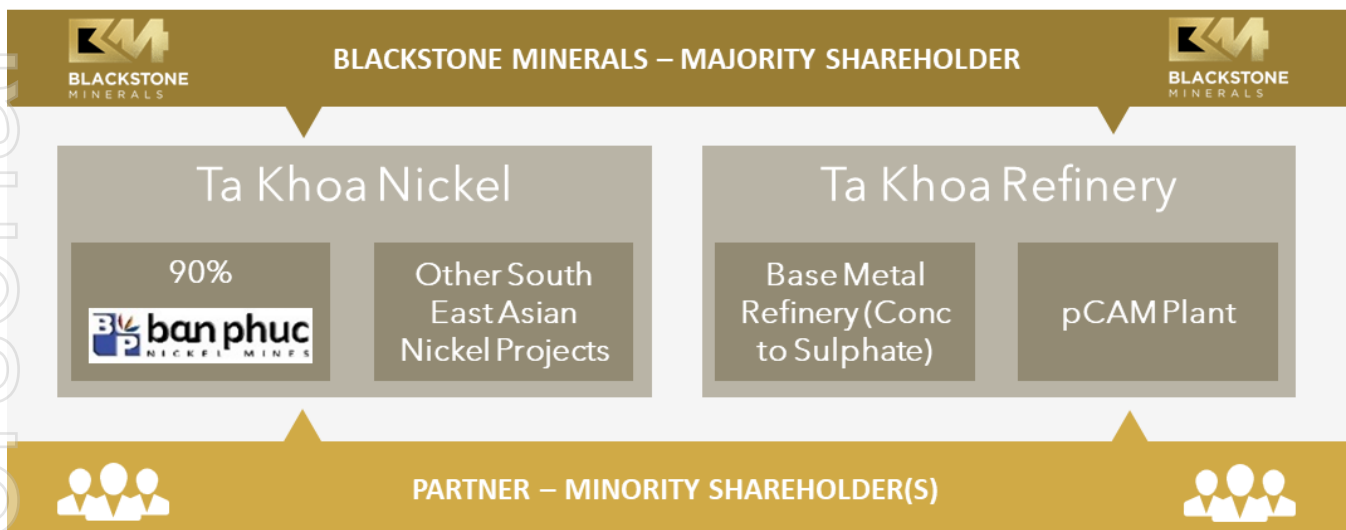 BLACKSTONE
MINERALS
BLACKSTONE MINERALS – MAJORITY SHAREHOLDER
BLACKSTONE
MINERALS
Ta Khoa Nickel
90%
BP ban phuc
NICKEL MINES
Other South
East Asian
Nickel Projects
Ta Khoa Refinery
Base Metal
Refinery (Conc
to Sulphate)
pCAM Plant
PARTNER – MINORITY SHAREHOLDER(S)